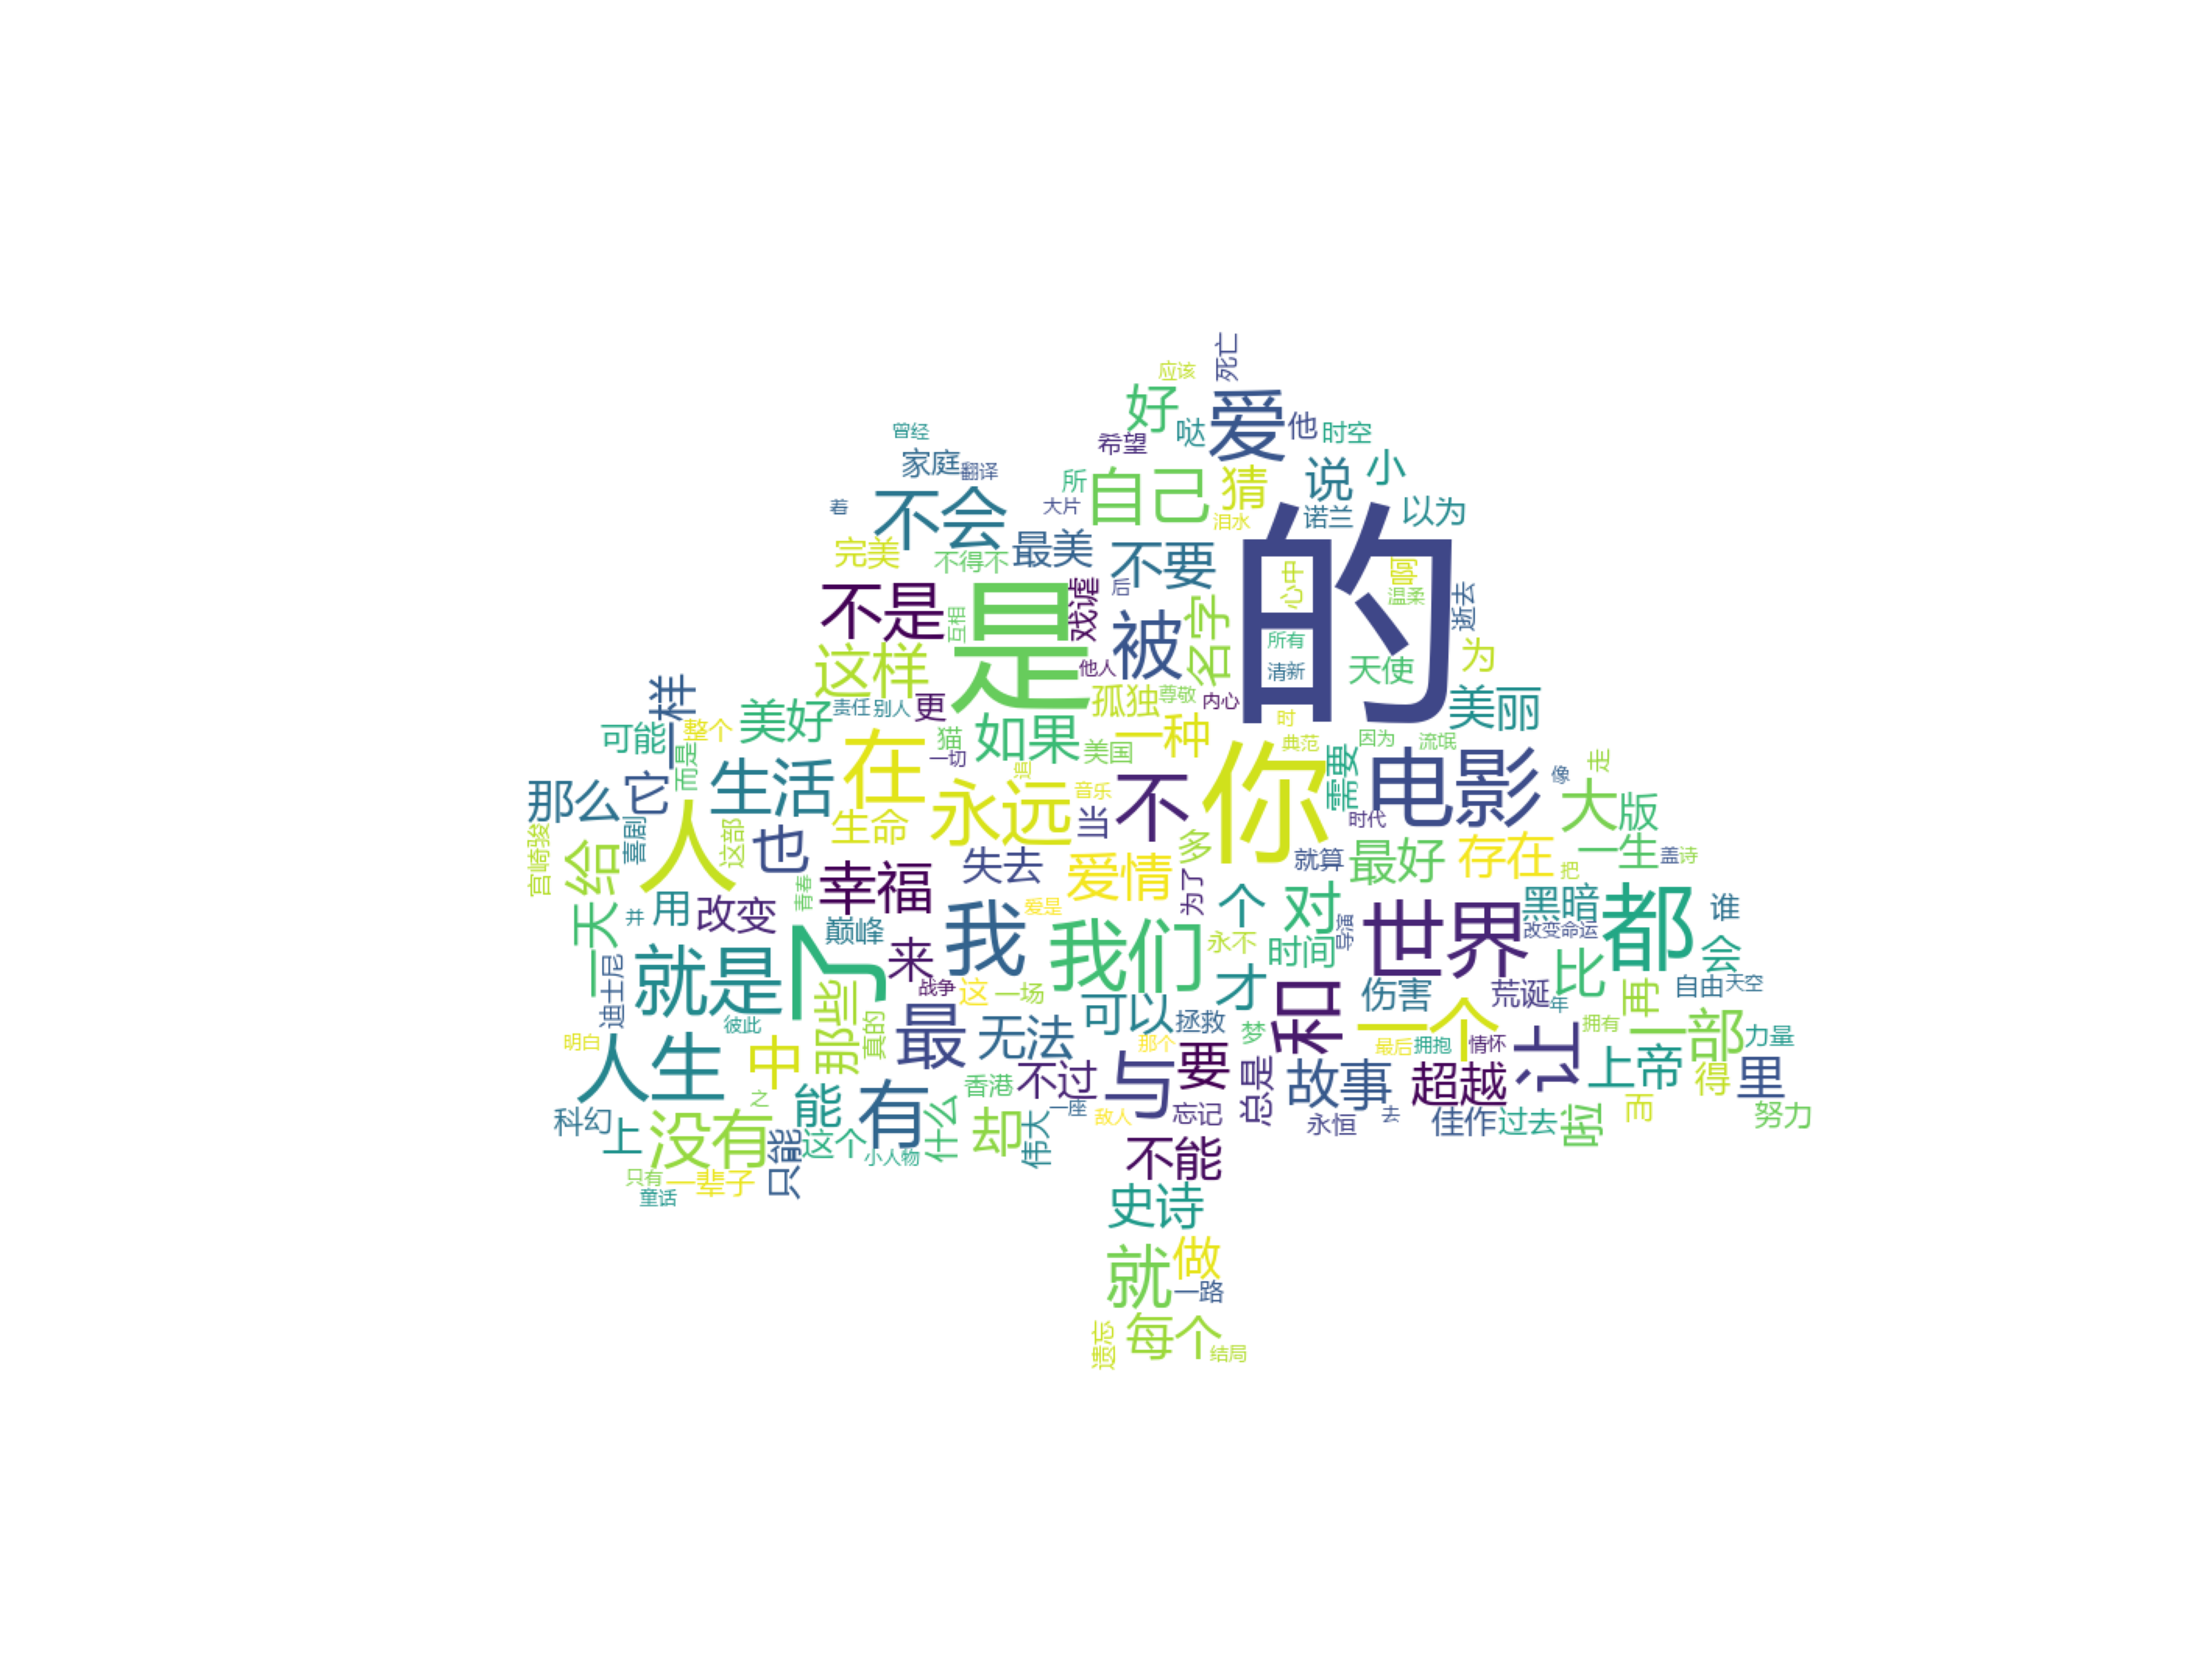 死亡
应该
好
爱
他
时空
哒
希望
曾经
家庭
翻译
所
自己
猜
说
小
着
不会
大片
泪水
诺兰
以为
完美
不得不
最美
不要
的
心中
温柔
逝去
不是
互相
是
戏谑
后
被
名字
所有
清新
天使
为
这样
他人
孤独
尊敬
内心
美丽
一样
可能
整个
美好
责任
别人
更
猫
一切
如果
美国
一种
时
典范
因为
流氓
走
而是
那么
它
生活
在
永远
音乐
当
不
你
需要
电影
时代
像
大
版
宫崎骏
喜剧
给
人
这部
也
生命
失去
爱情
多
就算
最好
存在
一生
把
盖
诗
青春
幸福
为了
一天
并
用
改变
巅峰
我
爱是
我们
个
永不
对
时间
导演
世界
黑暗
改变命运
都
谁
会
就是
了
来
战争
这
一场
才
和
伤害
荒诞
年
比
再
自由
天空
迪士尼
彼此
那些
真的
最
无法
可以
拯救
梦
一个
拥有
一部
力量
明白
人生
中
不过
那个
与
要
总是
故事
最后
拥抱
情怀
超越
让
上帝
得
里
科幻
上
没有
之
只能
能
这个
有
小人物
什么
香港
却
伟大
一座
敌人
忘记
永恒
去
佳作
过去
啦
而
努力
只有
一辈子
童话
不能
史诗
就
做
一路
遗忘
每个
结局